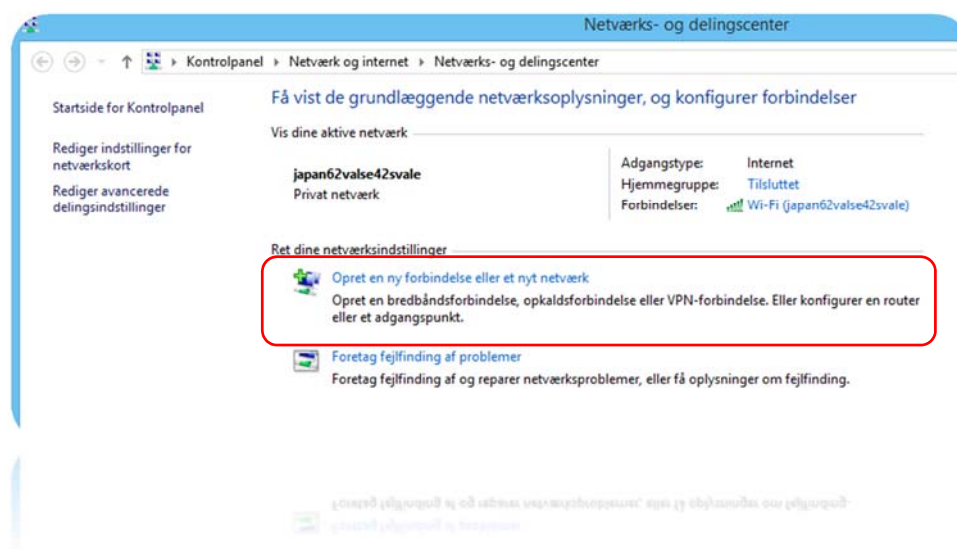 Netværks- og delingscenter
Kontrolpanel ▸ Netværk og internet ▸ Netværks- og delingscenter
Startside for Kontrolpanel
Rediger indstillinger for
netværkskort
Rediger avancerede
delingsindstillinger
Få vist de grundlæggende netværksoplysninger, og konfigurer forbindelser
Vis dine aktive netværk
japan62valse42svale
Privat netværk
Adgangstype: Internet
Hjemmegruppe: Tilsluttet
Forbindelser: Wi-Fi (japan62valse42svale)
Ret dine netværksindstillinger
Opret en ny forbindelse eller et nyt netværk
Opret en bredbåndsforbindelse, opkaldsforbindelse eller VPN-forbindelse. Eller konfigurer en router
eller et adgangspunkt.
Foretag fejlfinding af problemer
Foretag fejlfinding af og reparer netværksproblemer, eller få oplysninger om fejlfinding.